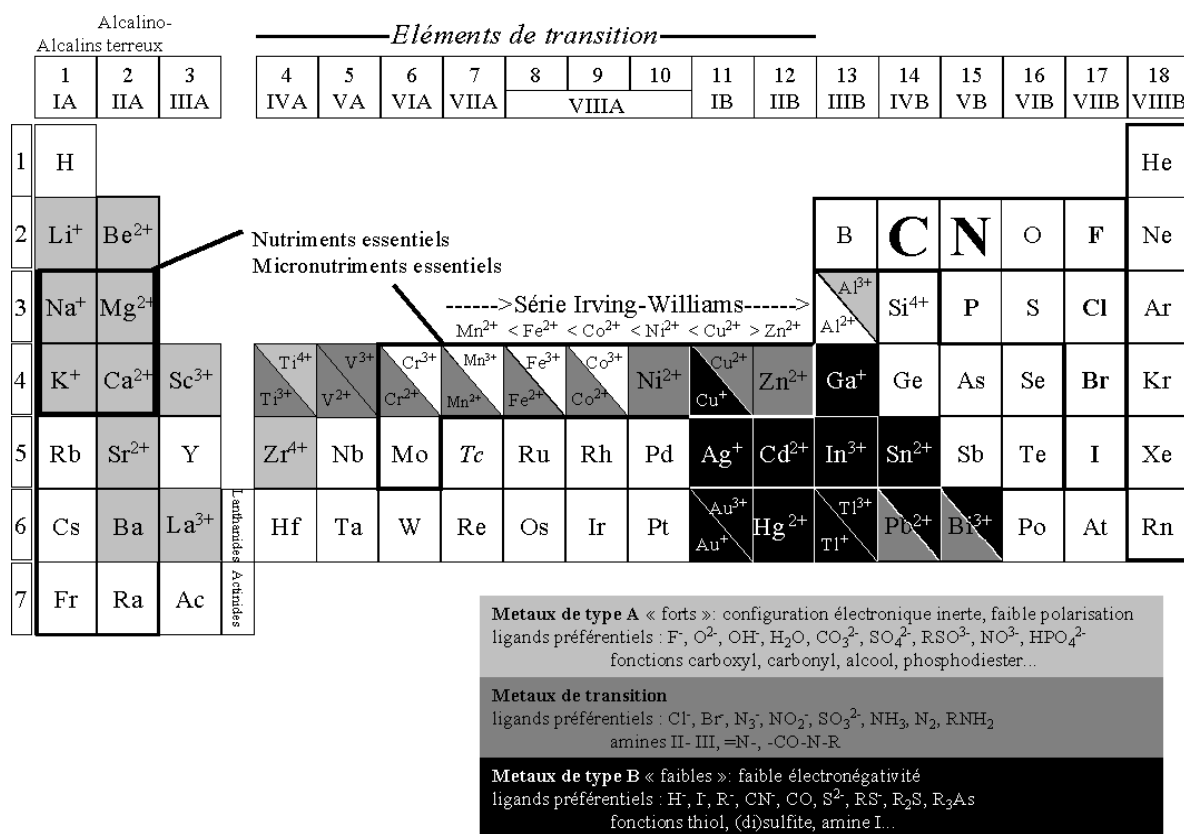 Alcalino-
Alcalins terreux
Eléments de transition
1 2 3 4 5 6 7 8 9 10 11 12 13 14 15 16 17 18
IA IIA IIIA IVA VA VIA VIIA VIIIA IB IIB IIIB IVB VB VIB VIIB VIIIB
1 H He
2 Li⁺ Be²⁺ B C N O F Ne
Nutriments essentiels
Micronutriments essentiels
3 Na⁺ Mg²⁺ Al³⁺ Al²⁺ Si⁴⁺ P S Cl Ar
------>Série Irving-Williams------>
Mn²⁺ < Fe²⁺ < Co²⁺ < Ni²⁺ < Cu²⁺ > Zn²⁺
4 K⁺ Ca²⁺ Sc³⁺ Ti⁴⁺ Ti³⁺ V³⁺ V²⁺ Cr³⁺ Cr²⁺ Mn³⁺ Mn²⁺ Fe³⁺ Fe²⁺ Co³⁺ Co²⁺ Ni²⁺ Cu²⁺ Cu⁺ Zn²⁺ Ga⁺ Ge As Se Br Kr
5 Rb Sr²⁺ Y Zr⁴⁺ Nb Mo Tc Ru Rh Pd Ag⁺ Cd²⁺ In³⁺ Sn²⁺ Sb Te I Xe
6 Cs Ba La³⁺ Lanthanides Hf Ta W Re Os Ir Pt Au³⁺ Au⁺ Hg²⁺ Tl³⁺ Tl⁺ Pb²⁺ Bi³⁺ Po At Rn
7 Fr Ra Ac Actinides
Metaux de type A « forts »: configuration électronique inerte, faible polarisation
ligands préférentiels : F⁻, O²⁻, OH⁻, H₂O, CO₃²⁻, SO₄²⁻, RSO³⁻, NO³⁻, HPO₄²⁻
fonctions carboxyl, carbonyl, alcool, phosphodiester...
Metaux de transition
ligands préférentiels : Cl⁻, Br⁻, N₃⁻, NO₂⁻, SO₃²⁻, NH₃, N₂, RNH₂
amines II- III, =N-, -CO-N-R
Metaux de type B « faibles »: faible électronégativité
ligands préférentiels : H⁻, I⁻, R⁻, CN⁻, CO, S²⁻, RS⁻, R₂S, R₃As
fonctions thiol, (di)sulfite, amine I...